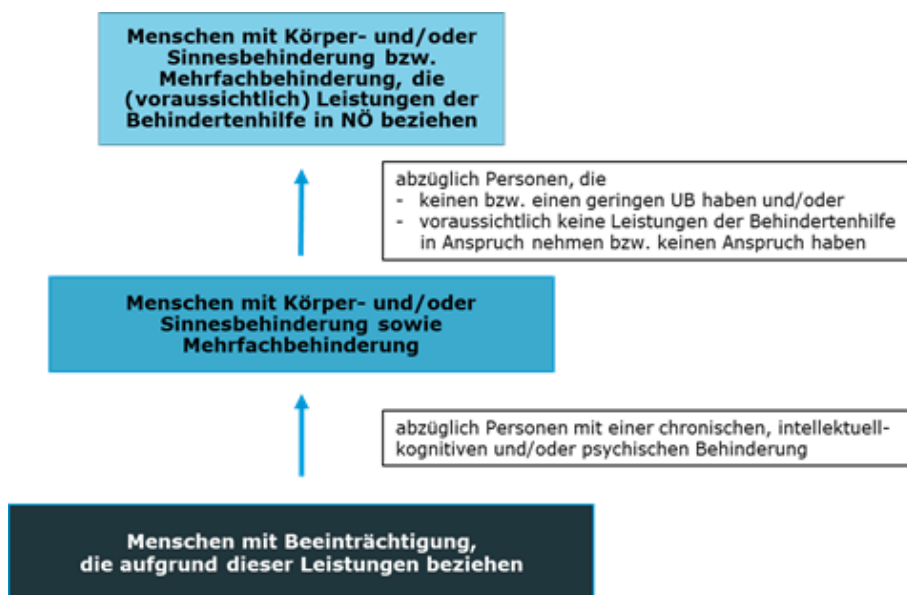 Menschen mit Körper- und/oder
Sinnesbehinderung bzw.
Mehrfachbehinderung, die
(voraussichtlich) Leistungen der
Behindertenhilfe in NÖ beziehen
abzüglich Personen, die
- keinen bzw. einen geringen UB haben und/oder
- voraussichtlich keine Leistungen der Behindertenhilfe
in Anspruch nehmen bzw. keinen Anspruch haben
Menschen mit Körper- und/oder
Sinnesbehinderung sowie
Mehrfachbehinderung
abzüglich Personen mit einer chronischen, intellektuell-
kognitiven und/oder psychischen Behinderung
Menschen mit Beeinträchtigung,
die aufgrund dieser Leistungen beziehen